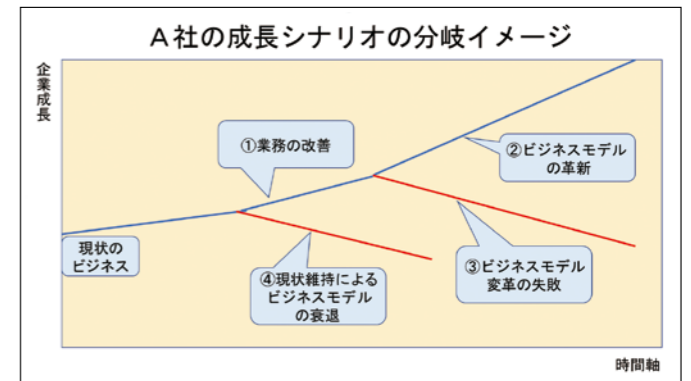 A社の成長シナリオの分岐イメージ
企業成長
①業務の改善
②ビジネスモデル
の革新
現状の
ビジネス
④現状維持による
ビジネスモデル
の衰退
③ビジネスモデル
変革の失敗
時間軸